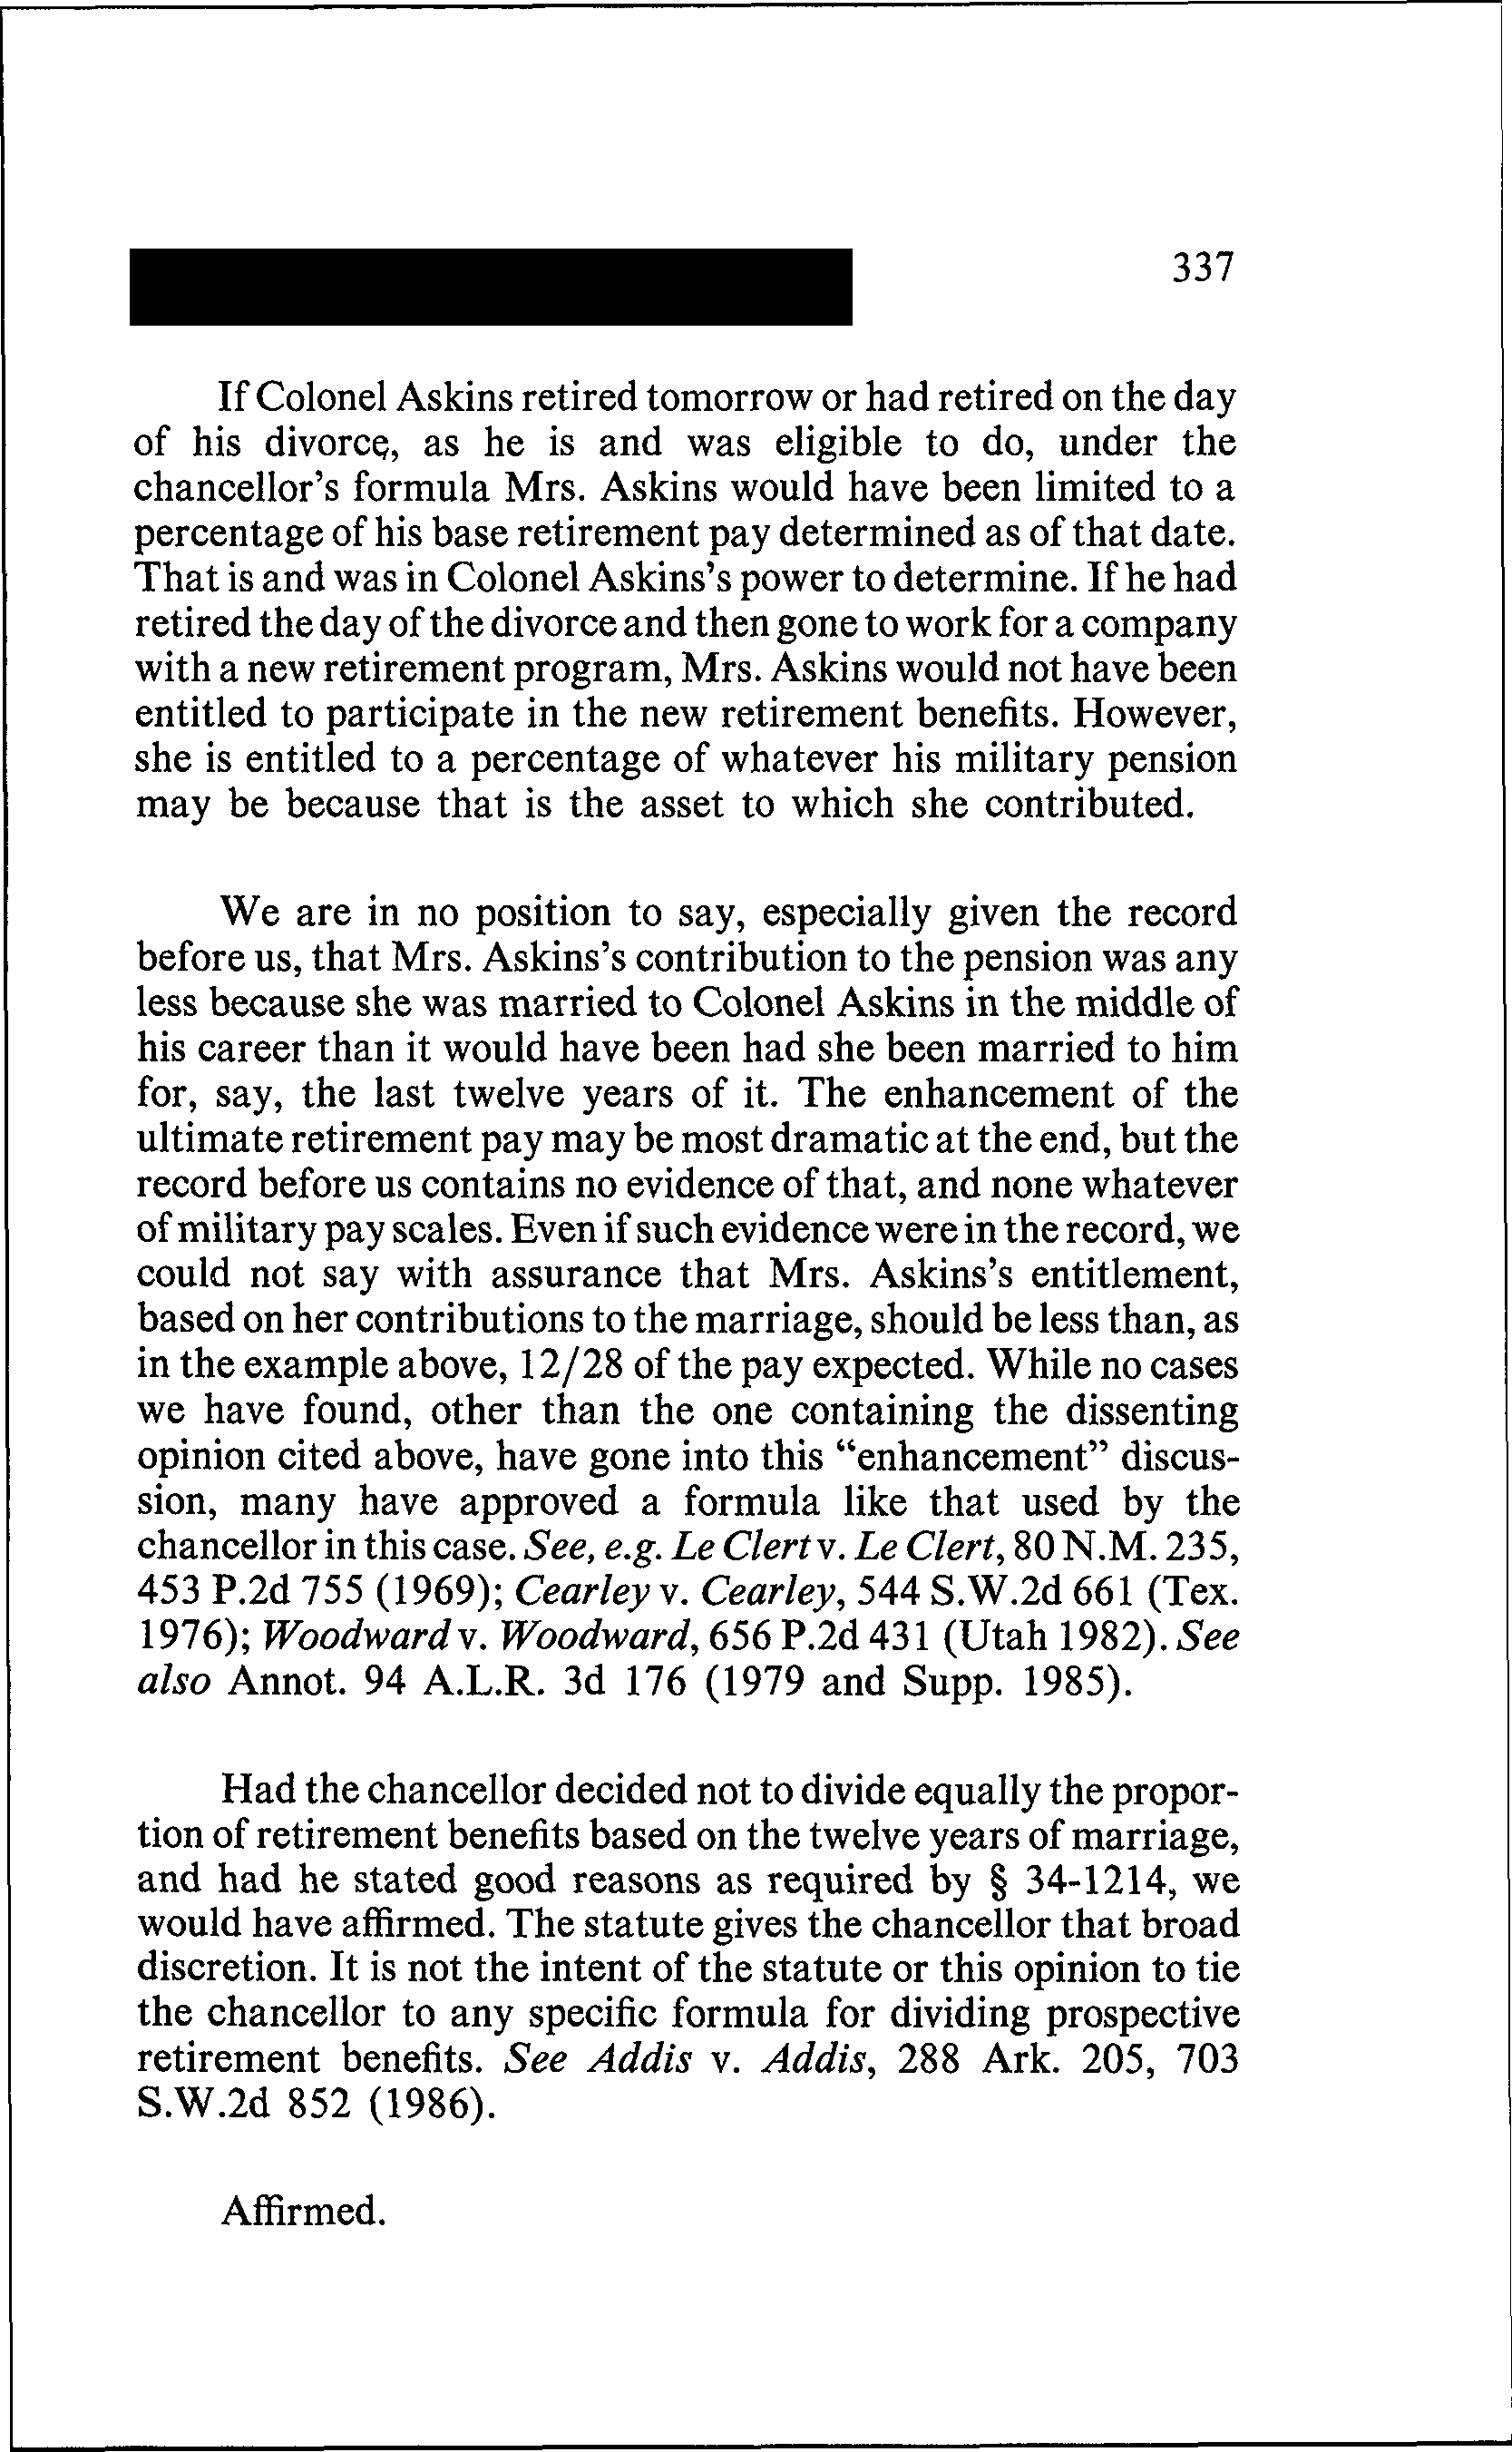 337
If Colonel Askins retired tomorrow or had retired on the day
of his divorce, as he is and was eligible to do, under the
chancellor's formula Mrs. Askins would have been limited to a
percentage of his base retirement pay determined as of that date.
That is and was in Colonel Askins's power to determine. If he had
retired the day of the divorce and then gone to work for a company
with a new retirement program, Mrs. Askins would not have been
entitled to participate in the new retirement benefits. However,
she is entitled to a percentage of whatever his military pension
may be because that is the asset to which she contributed.
We are in no position to say, especially given the record
before us, that Mrs. Askins's contribution to the pension was any
less because she was married to Colonel Askins in the middle of
his career than it would have been had she been married to him
for, say, the last twelve years of it. The enhancement of the
ultimate retirement pay may be most dramatic at the end, but the
record before us contains no evidence of that, and none whatever
of military pay scales. Even if such evidence were in the record, we
could not say with assurance that Mrs. Askins's entitlement,
based on her contributions to the marriage, should be less than, as
in the example above, 12/28 of the pay expected. While no cases
we have found, other than the one containing the dissenting
opinion cited above, have gone into this "enhancement" discus-
sion, many have approved a formula like that used by the
chancellor in this case. See, e.g. Le Clert v. Le Clert, 80 N.M. 235,
453 P.2d 755 (1969); Cearley v. Cearley, 544 S.W.2d 661 (Tex.
1976); Woodward v. Woodward, 656 P.2d 431 (Utah 1982). See
also Annot. 94 A.L.R. 3d 176 (1979 and Supp. 1985).
Had the chancellor decided not to divide equally the propor-
tion of retirement benefits based on the twelve years of marriage,
and had he stated good reasons as required by § 34-1214, we
would have affirmed. The statute gives the chancellor that broad
discretion. It is not the intent of the statute or this opinion to tie
the chancellor to any specific formula for dividing prospective
retirement benefits. See Addis v. Addis, 288 Ark. 205, 703
S.W.2d 852 (1986).
Affirmed.